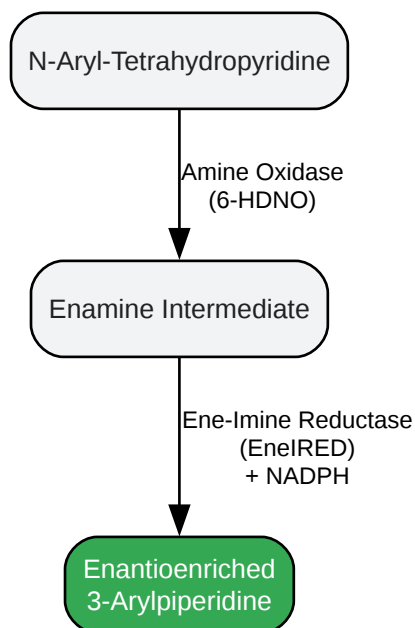 N-Aryl-Tetrahydropyridine
Amine Oxidase
(6-HDNO)
Enamine Intermediate
Ene-Imine Reductase
(EneIRED)
+ NADPH
Enantioenriched
3-Arylpiperidine